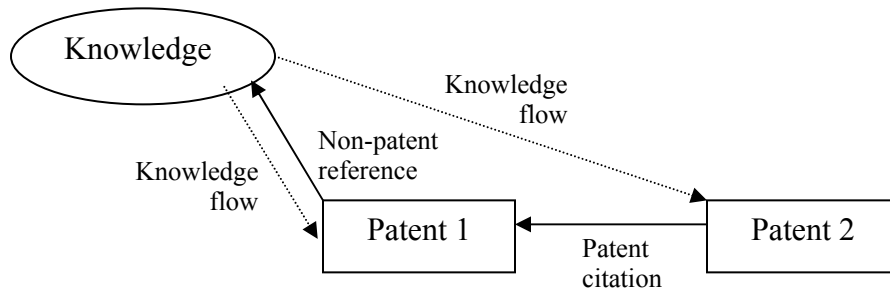 Knowledge
Knowledge
flow
Non-patent
reference
Knowledge
flow
Patent 1
Patent 2
Patent
citation